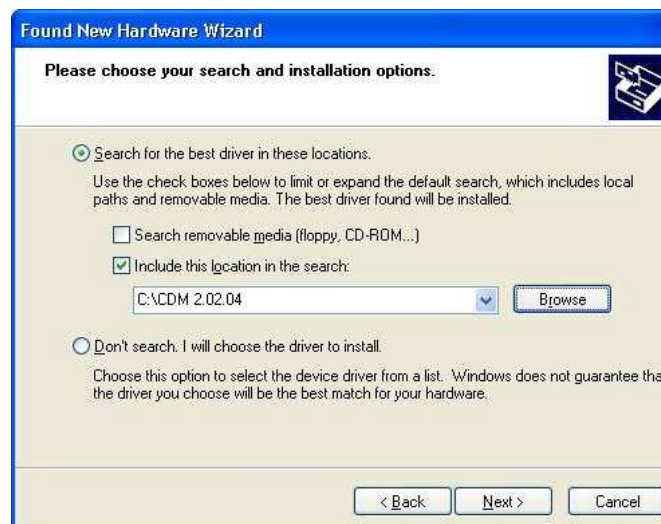 Found New Hardware Wizard
Please choose your search and installation options.
Search for the best driver in these locations.
Use the check boxes below to limit or expand the default search, which includes local
paths and removable media. The best driver found will be installed.
Search removable media (floppy, CD-ROM...)
Include this location in the search:
C:\CDM 2.02.04
Browse
Don't search. I will choose the driver to install.
Choose this option to select the device driver from a list. Windows does not guarantee tha
the driver you choose will be the best match for your hardware.
< Back
Next >
Cancel